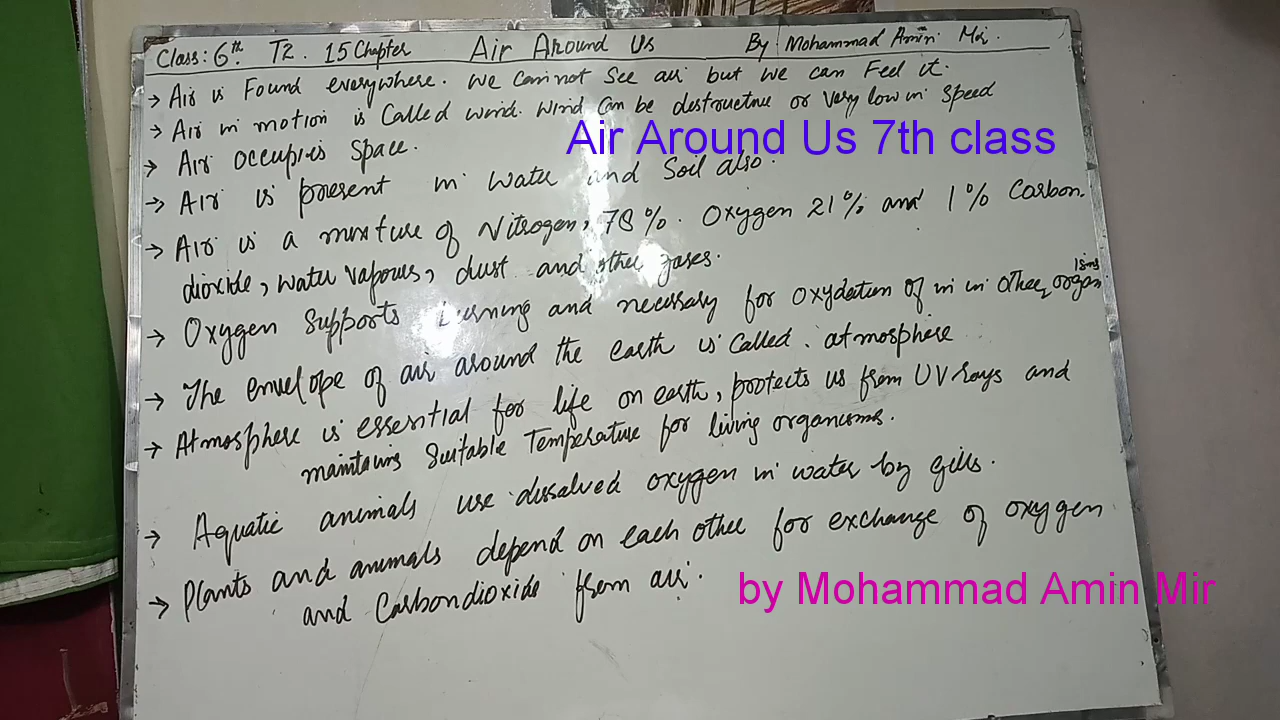 Class: 6th. T2. 15 Chapter Air Around Us By Mohammad Amin Mir.
→ Air is Found everywhere. We Cannot See air but We can Feel it.
→ Air in motion is Called wind. Wind Can be destructive or very low in speed
Air Around Us 7th class
→ Air occupies space.
→ Air is present in water and Soil also.
→ Air is a mixture of Nitrogen, 78%. Oxygen 21% and 1% Carbon.
dioxide, water vapours, dust and other gases.
→ Oxygen supports burning and necessary for oxydation of in in other organisms
→ The envelope of air around the earth is Called. atmosphere
→ Atmosphere is essential for life on earth, protects us from UV rays and
maintains Suitable Temperature for living organisms.
→ Aquatic animals use dissolved oxygen in water by gills.
→ Plants and animals depend on each other for exchange of oxygen
and Carbondioxide from air.
by Mohammad Amin Mir